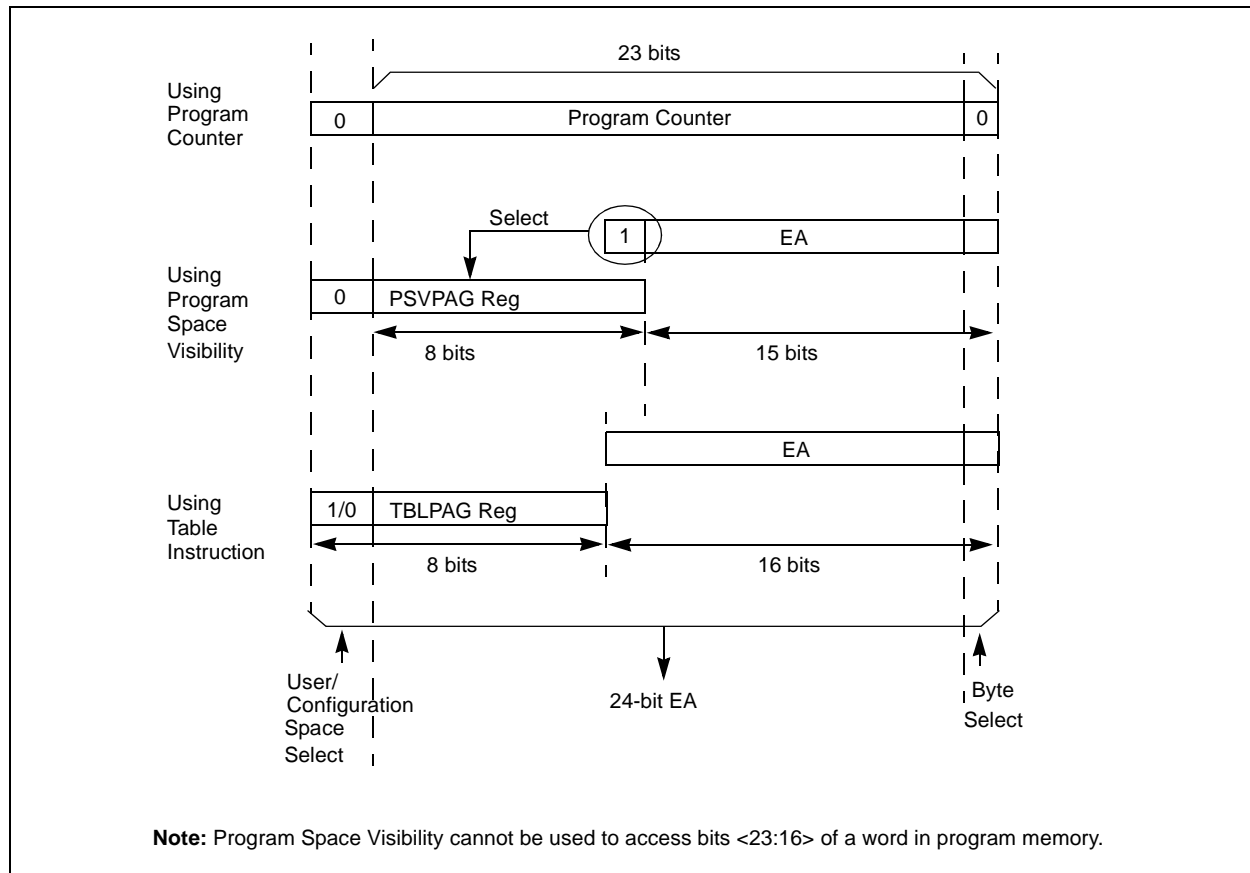 23 bits
Using
Program
Counter
0
Program Counter
0
Select
1
EA
Using
Program
Space
Visibility
0
PSVPAG Reg
8 bits
15 bits
EA
Using
Table
Instruction
1/0
TBLPAG Reg
8 bits
16 bits
User/
Configuration
Space
Select
24-bit EA
Byte
Select
Note: Program Space Visibility cannot be used to access bits <23:16> of a word in program memory.